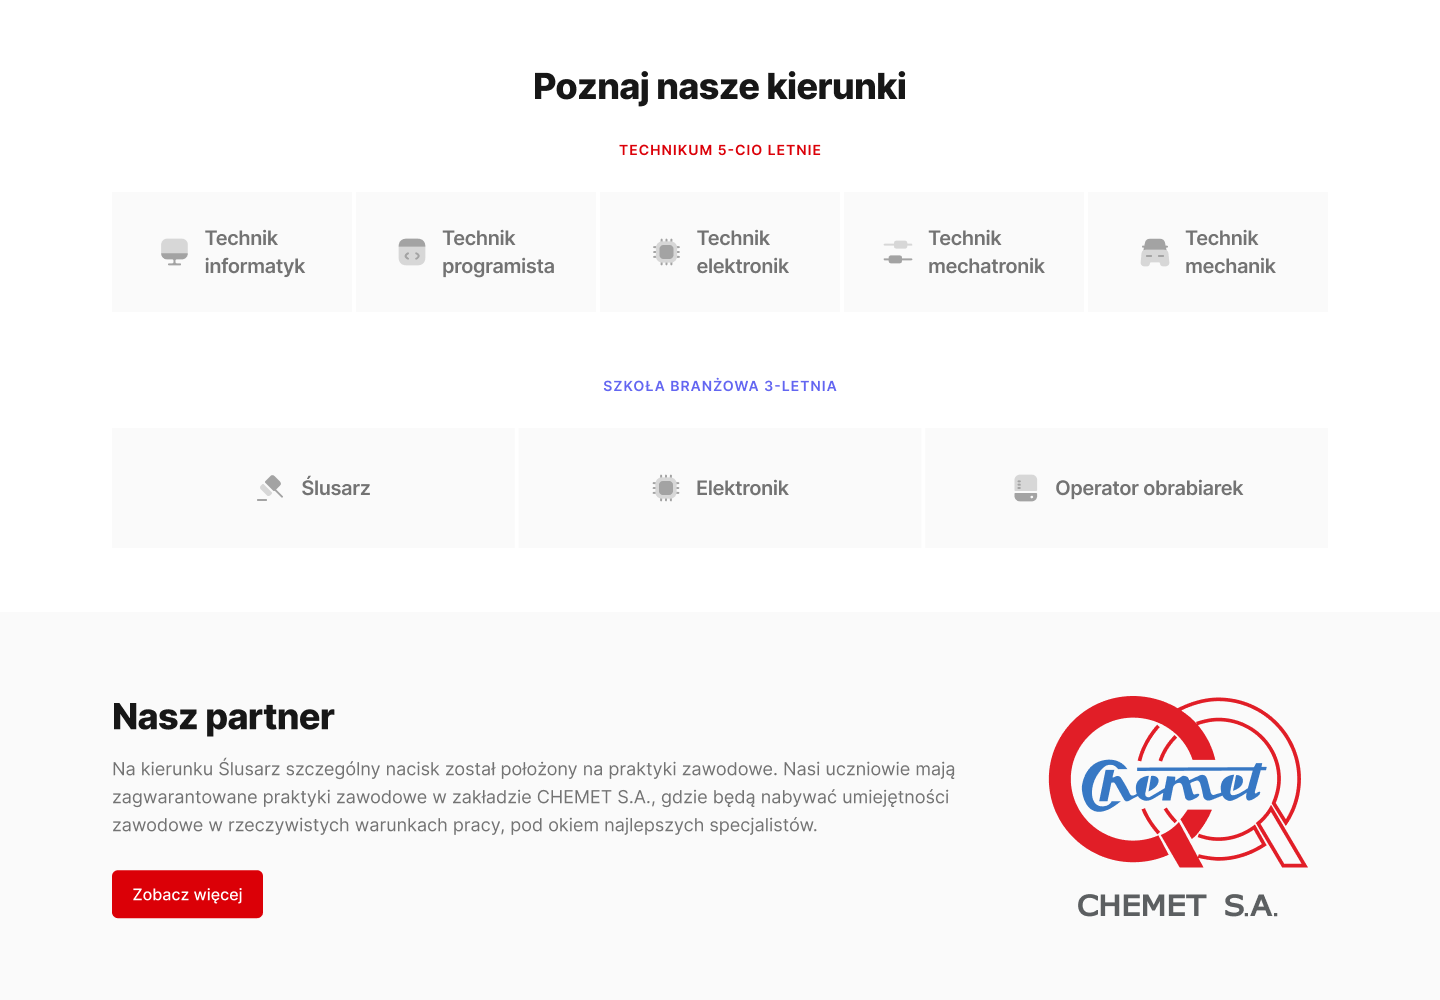 Poznaj nasze kierunki
TECHNIKUM 5-CIO LETNIE
Technik
informatyk
Technik
programista
Technik
elektronik
Technik
mechatronik
Technik
mechanik
SZKOŁA BRANŻOWA 3-LETNIA
Ślusarz
Elektronik
Operator obrabiarek
Nasz partner
Na kierunku Ślusarz szczególny nacisk został położony na praktyki zawodowe. Nasi uczniowie mają
zagwarantowane praktyki zawodowe w zakładzie CHEMET S.A., gdzie będą nabywać umiejętności
zawodowe w rzeczywistych warunkach pracy, pod okiem najlepszych specjalistów.
Zobacz więcej
Chemet
CHEMET S.A.